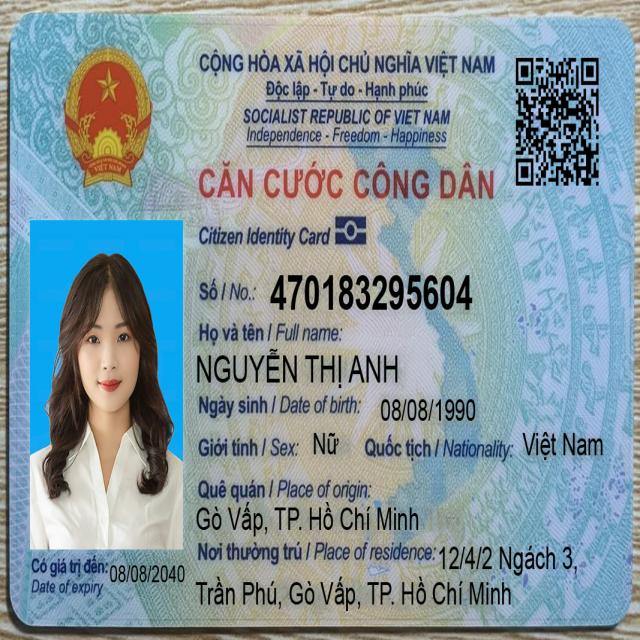 CỘNG HÒA XÃ HỘI CHỦ NGHĨA VIỆT NAM
Độc lập - Tự do - Hạnh phúc
SOCIALIST REPUBLIC OF VIET NAM
Independence - Freedom - Happiness
VIỆT NAM
CĂN CƯỚC CÔNG DÂN
Citizen Identity Card
Số / No.: 470183295604
Họ và tên / Full name:
NGUYỄN THỊ ANH
Ngày sinh / Date of birth: 08/08/1990
Giới tính / Sex: Nữ Quốc tịch / Nationality: Việt Nam
Quê quán / Place of origin:
Gò Vấp, TP. Hồ Chí Minh
Nơi thường trú / Place of residence: 12/4/2 Ngách 3,
Trần Phú, Gò Vấp, TP. Hồ Chí Minh
Có giá trị đến: 08/08/2040
Date of expiry